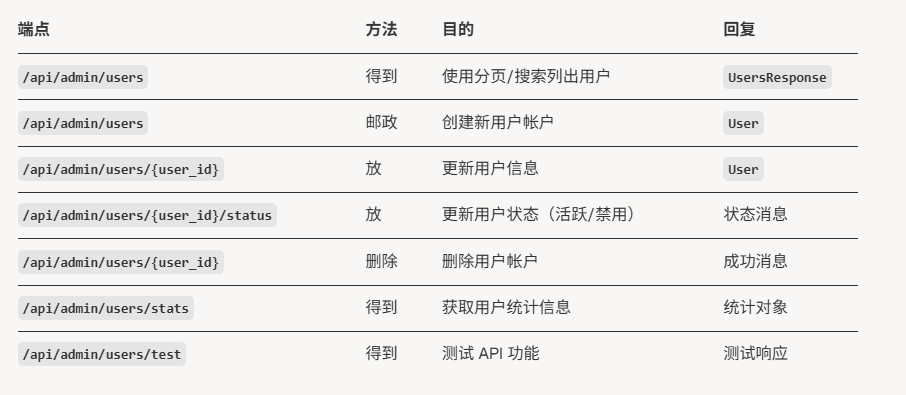 端点 方法 目的 回复
/api/admin/users 得到 使用分页/搜索列出用户 UsersResponse
/api/admin/users 邮政 创建新用户帐户 User
/api/admin/users/{user_id} 放 更新用户信息 User
/api/admin/users/{user_id}/status 放 更新用户状态（活跃/禁用） 状态消息
/api/admin/users/{user_id} 删除 删除用户帐户 成功消息
/api/admin/users/stats 得到 获取用户统计信息 统计对象
/api/admin/users/test 得到 测试 API 功能 测试响应